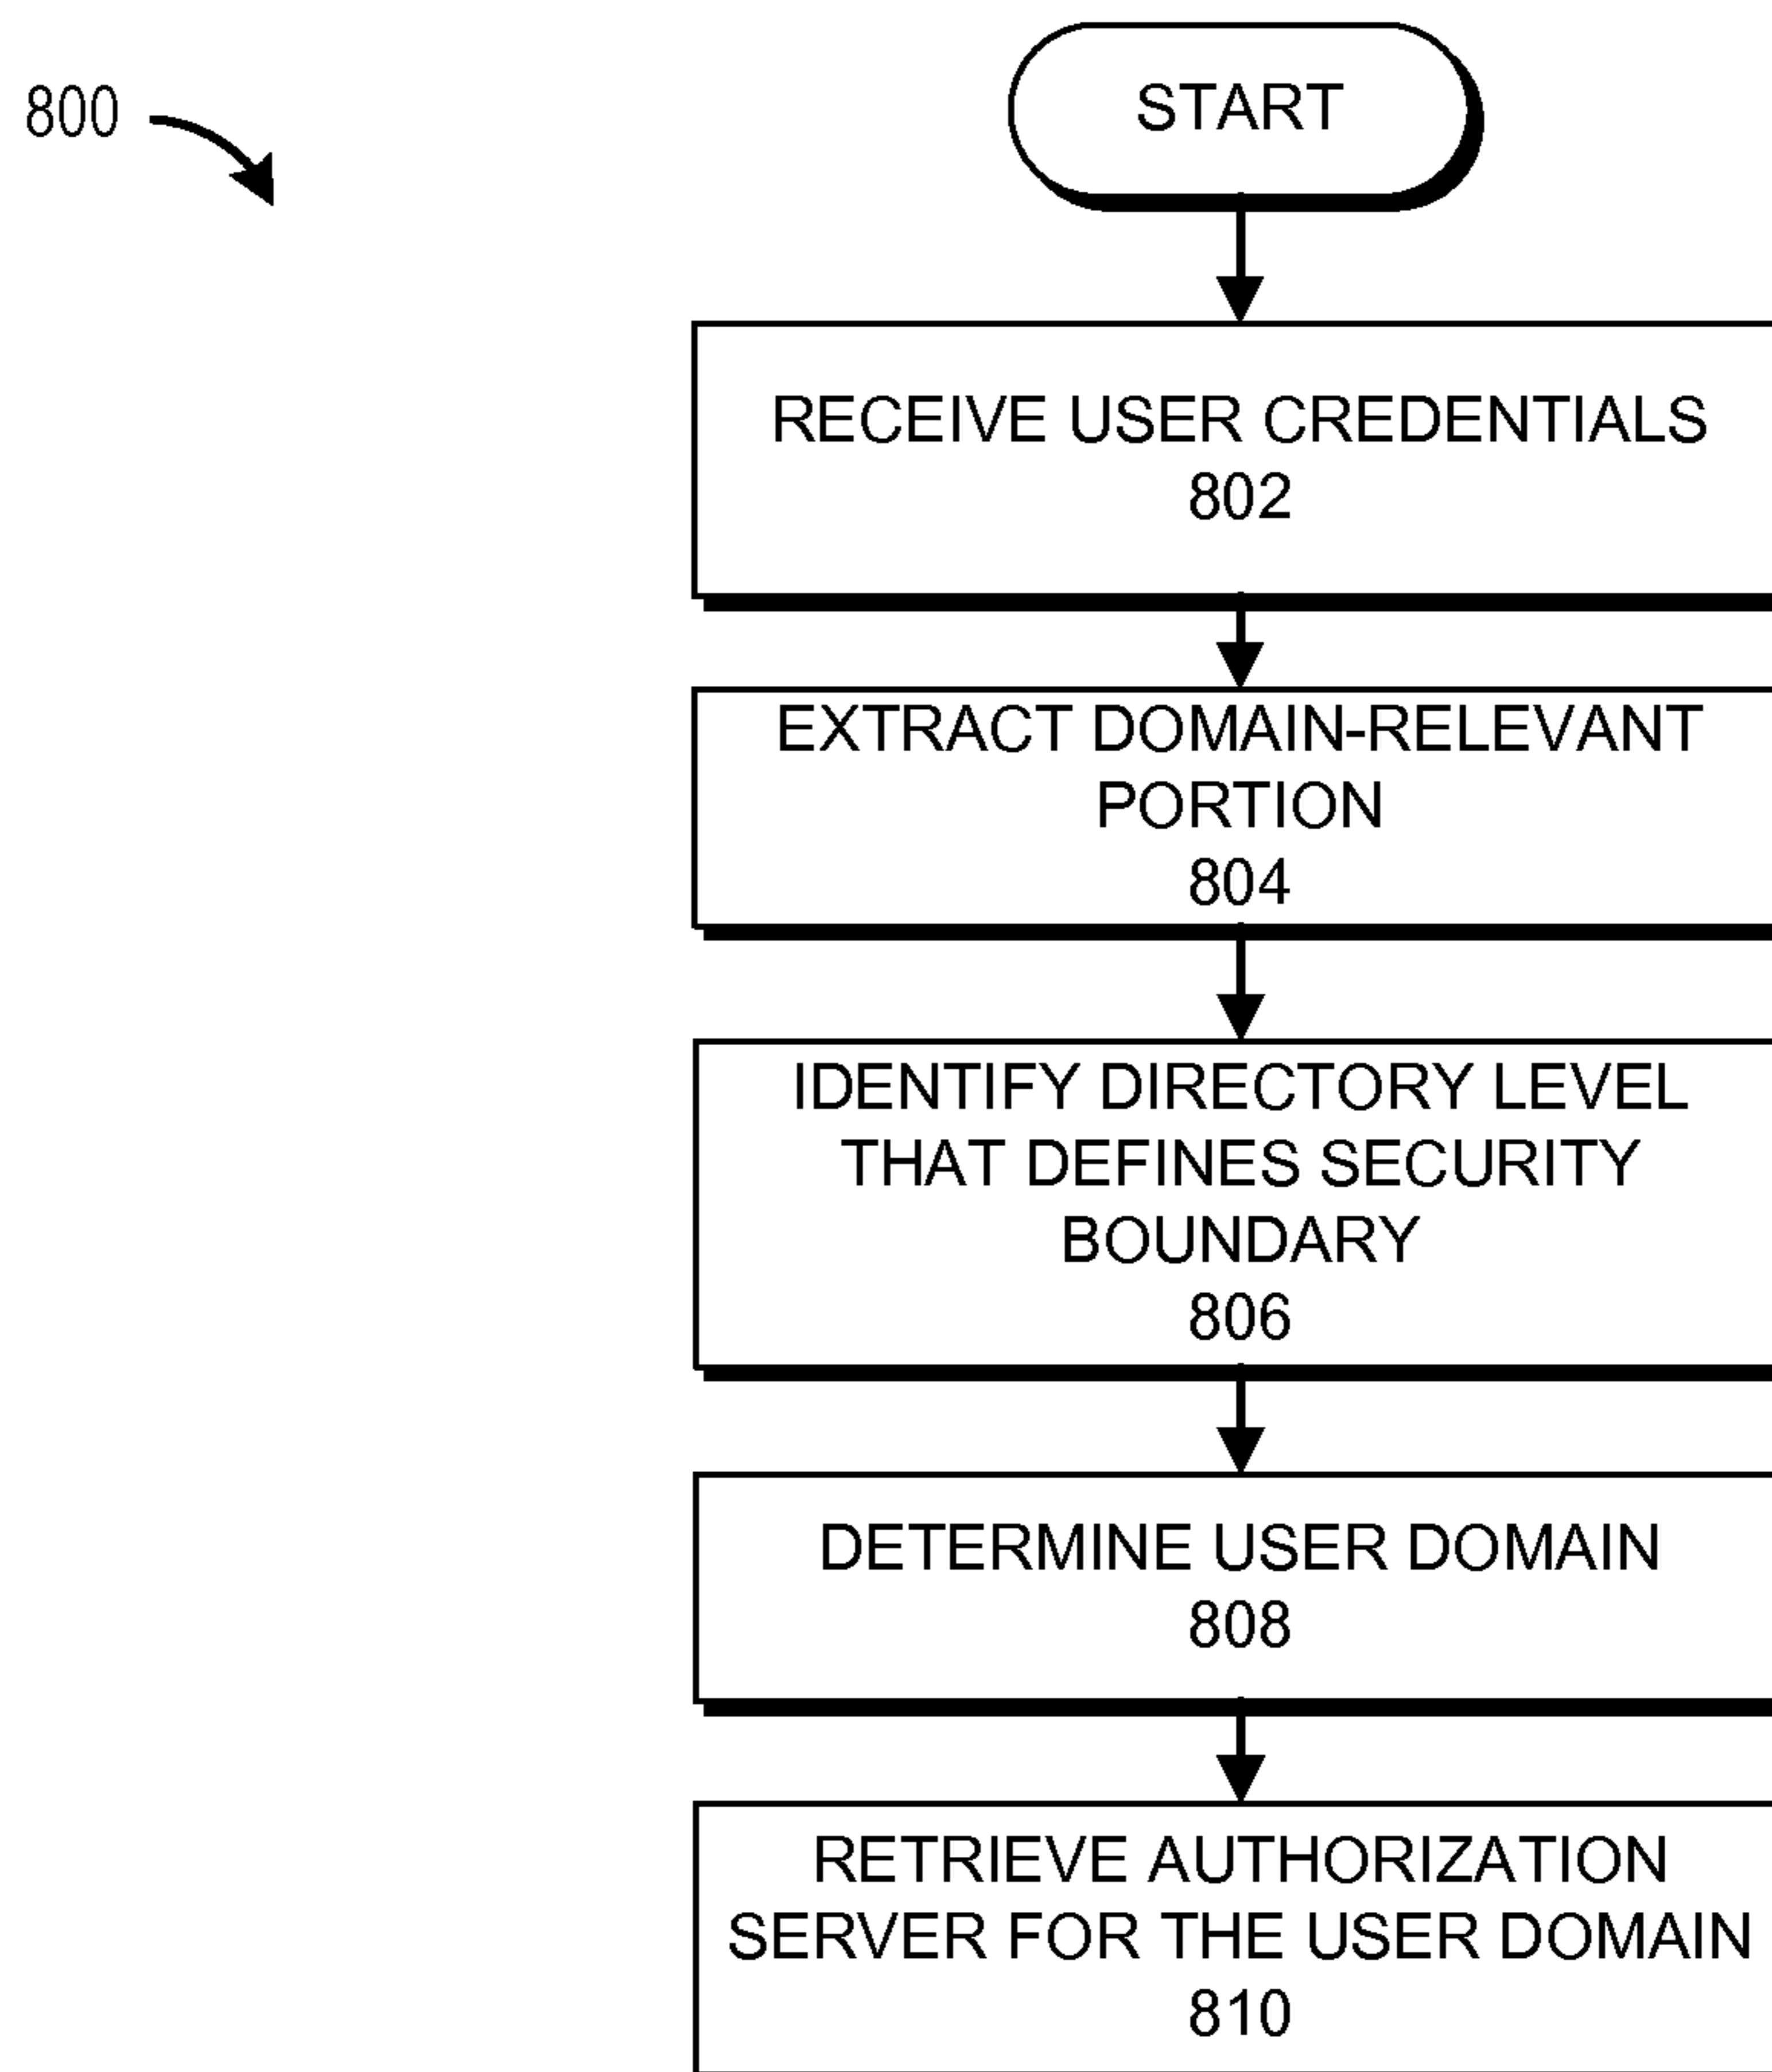 800
START
RECEIVE USER CREDENTIALS
802
EXTRACT DOMAIN-RELEVANT
PORTION
804
IDENTIFY DIRECTORY LEVEL
THAT DEFINES SECURITY
BOUNDARY
806
DETERMINE USER DOMAIN
808
RETRIEVE AUTHORIZATION
SERVER FOR THE USER DOMAIN
810